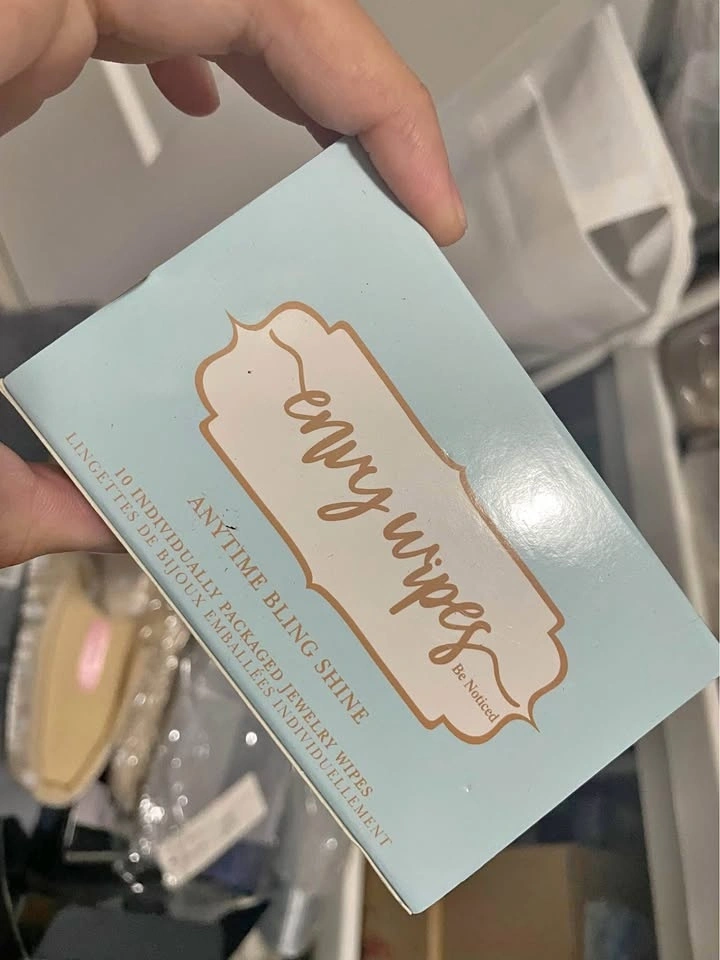 envy wipes
Be Noticed
ANYTIME BLING SHINE
10 INDIVIDUALLY PACKAGED JEWELRY WIPES
LINGETTES DE BIJOUX EMBALLÉES INDIVIDUELLEMENT